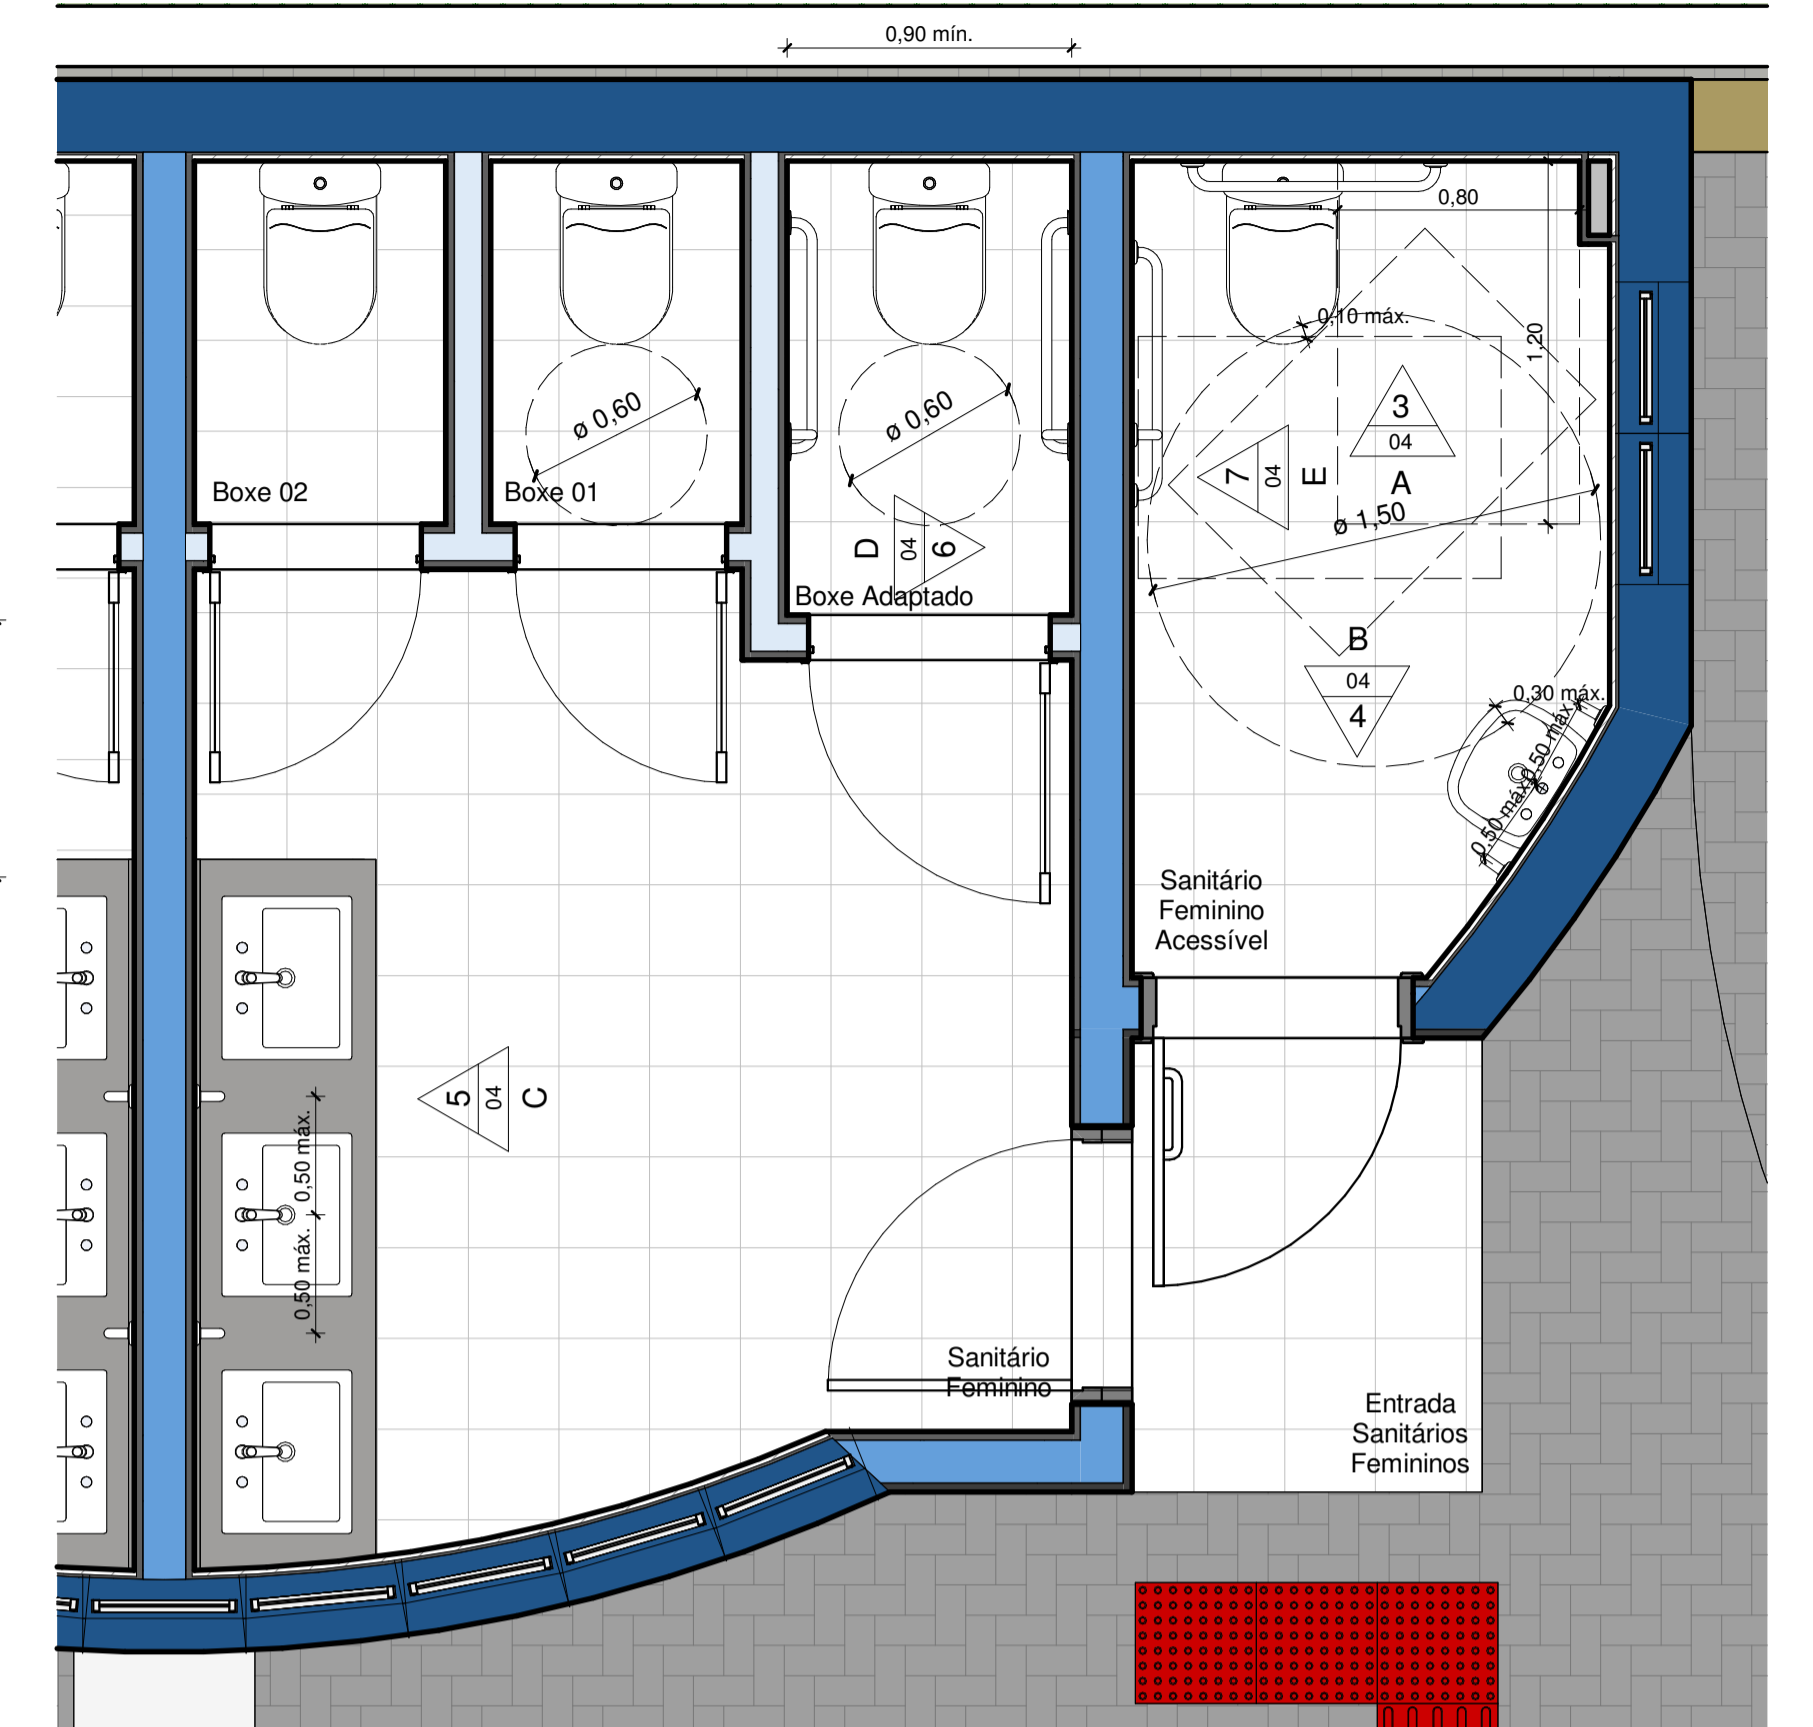 0,90 mín.
0,80
0,10 máx.
1,20
3
04
A
7
04
E
ø 1,50
ø 0,60
ø 0,60
Boxe 02
Boxe 01
D
04
6
Boxe Adaptado
B
04
4
0,30 máx.
0,50 máx.
0,50 máx.
Sanitário
Feminino
Acessível
5
04
C
0,50 máx.
0,50 máx.
Sanitário
Feminino
Entrada
Sanitários
Femininos